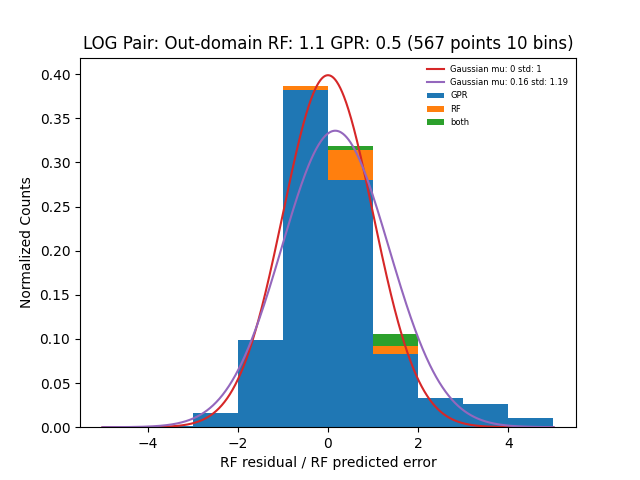 LOG Pair: Out-domain RF: 1.1 GPR: 0.5 (567 points 10 bins)
Gaussian mu: 0 std: 1
Gaussian mu: 0.16 std: 1.19
GPR
RF
both
Normalized Counts
0.40
0.35
0.30
0.25
0.20
0.15
0.10
0.05
0.00
−4 −2 0 2 4
RF residual / RF predicted error